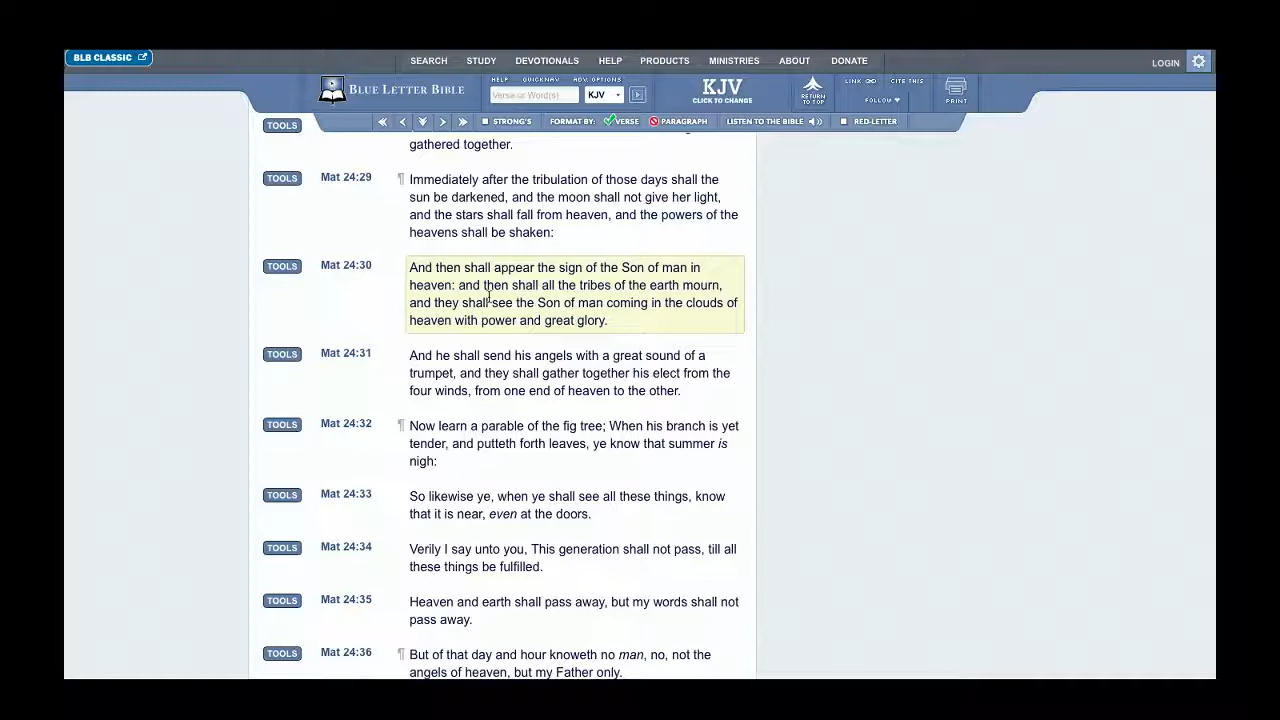 BLB CLASSIC
SEARCH STUDY DEVOTIONALS HELP PRODUCTS MINISTRIES ABOUT DONATE
LOGIN
BLUE LETTER BIBLE
HELP QUICKNAV ADV. OPTIONS
Verse or Word(s) KJV
KJV
CLICK TO CHANGE
RETURN
TO TOP
LINK CITE THIS
FOLLOW
PRINT
STRONG'S FORMAT BY: VERSE PARAGRAPH LISTEN TO THE BIBLE RED-LETTER
TOOLS
gathered together.
TOOLS Mat 24:29 ¶ Immediately after the tribulation of those days shall the
sun be darkened, and the moon shall not give her light,
and the stars shall fall from heaven, and the powers of the
heavens shall be shaken:
TOOLS Mat 24:30 And then shall appear the sign of the Son of man in
heaven: and then shall all the tribes of the earth mourn,
and they shall see the Son of man coming in the clouds of
heaven with power and great glory.
TOOLS Mat 24:31 And he shall send his angels with a great sound of a
trumpet, and they shall gather together his elect from the
four winds, from one end of heaven to the other.
TOOLS Mat 24:32 ¶ Now learn a parable of the fig tree; When his branch is yet
tender, and putteth forth leaves, ye know that summer is
nigh:
TOOLS Mat 24:33 So likewise ye, when ye shall see all these things, know
that it is near, even at the doors.
TOOLS Mat 24:34 Verily I say unto you, This generation shall not pass, till all
these things be fulfilled.
TOOLS Mat 24:35 Heaven and earth shall pass away, but my words shall not
pass away.
TOOLS Mat 24:36 ¶ But of that day and hour knoweth no man, no, not the
angels of heaven, but my Father only.